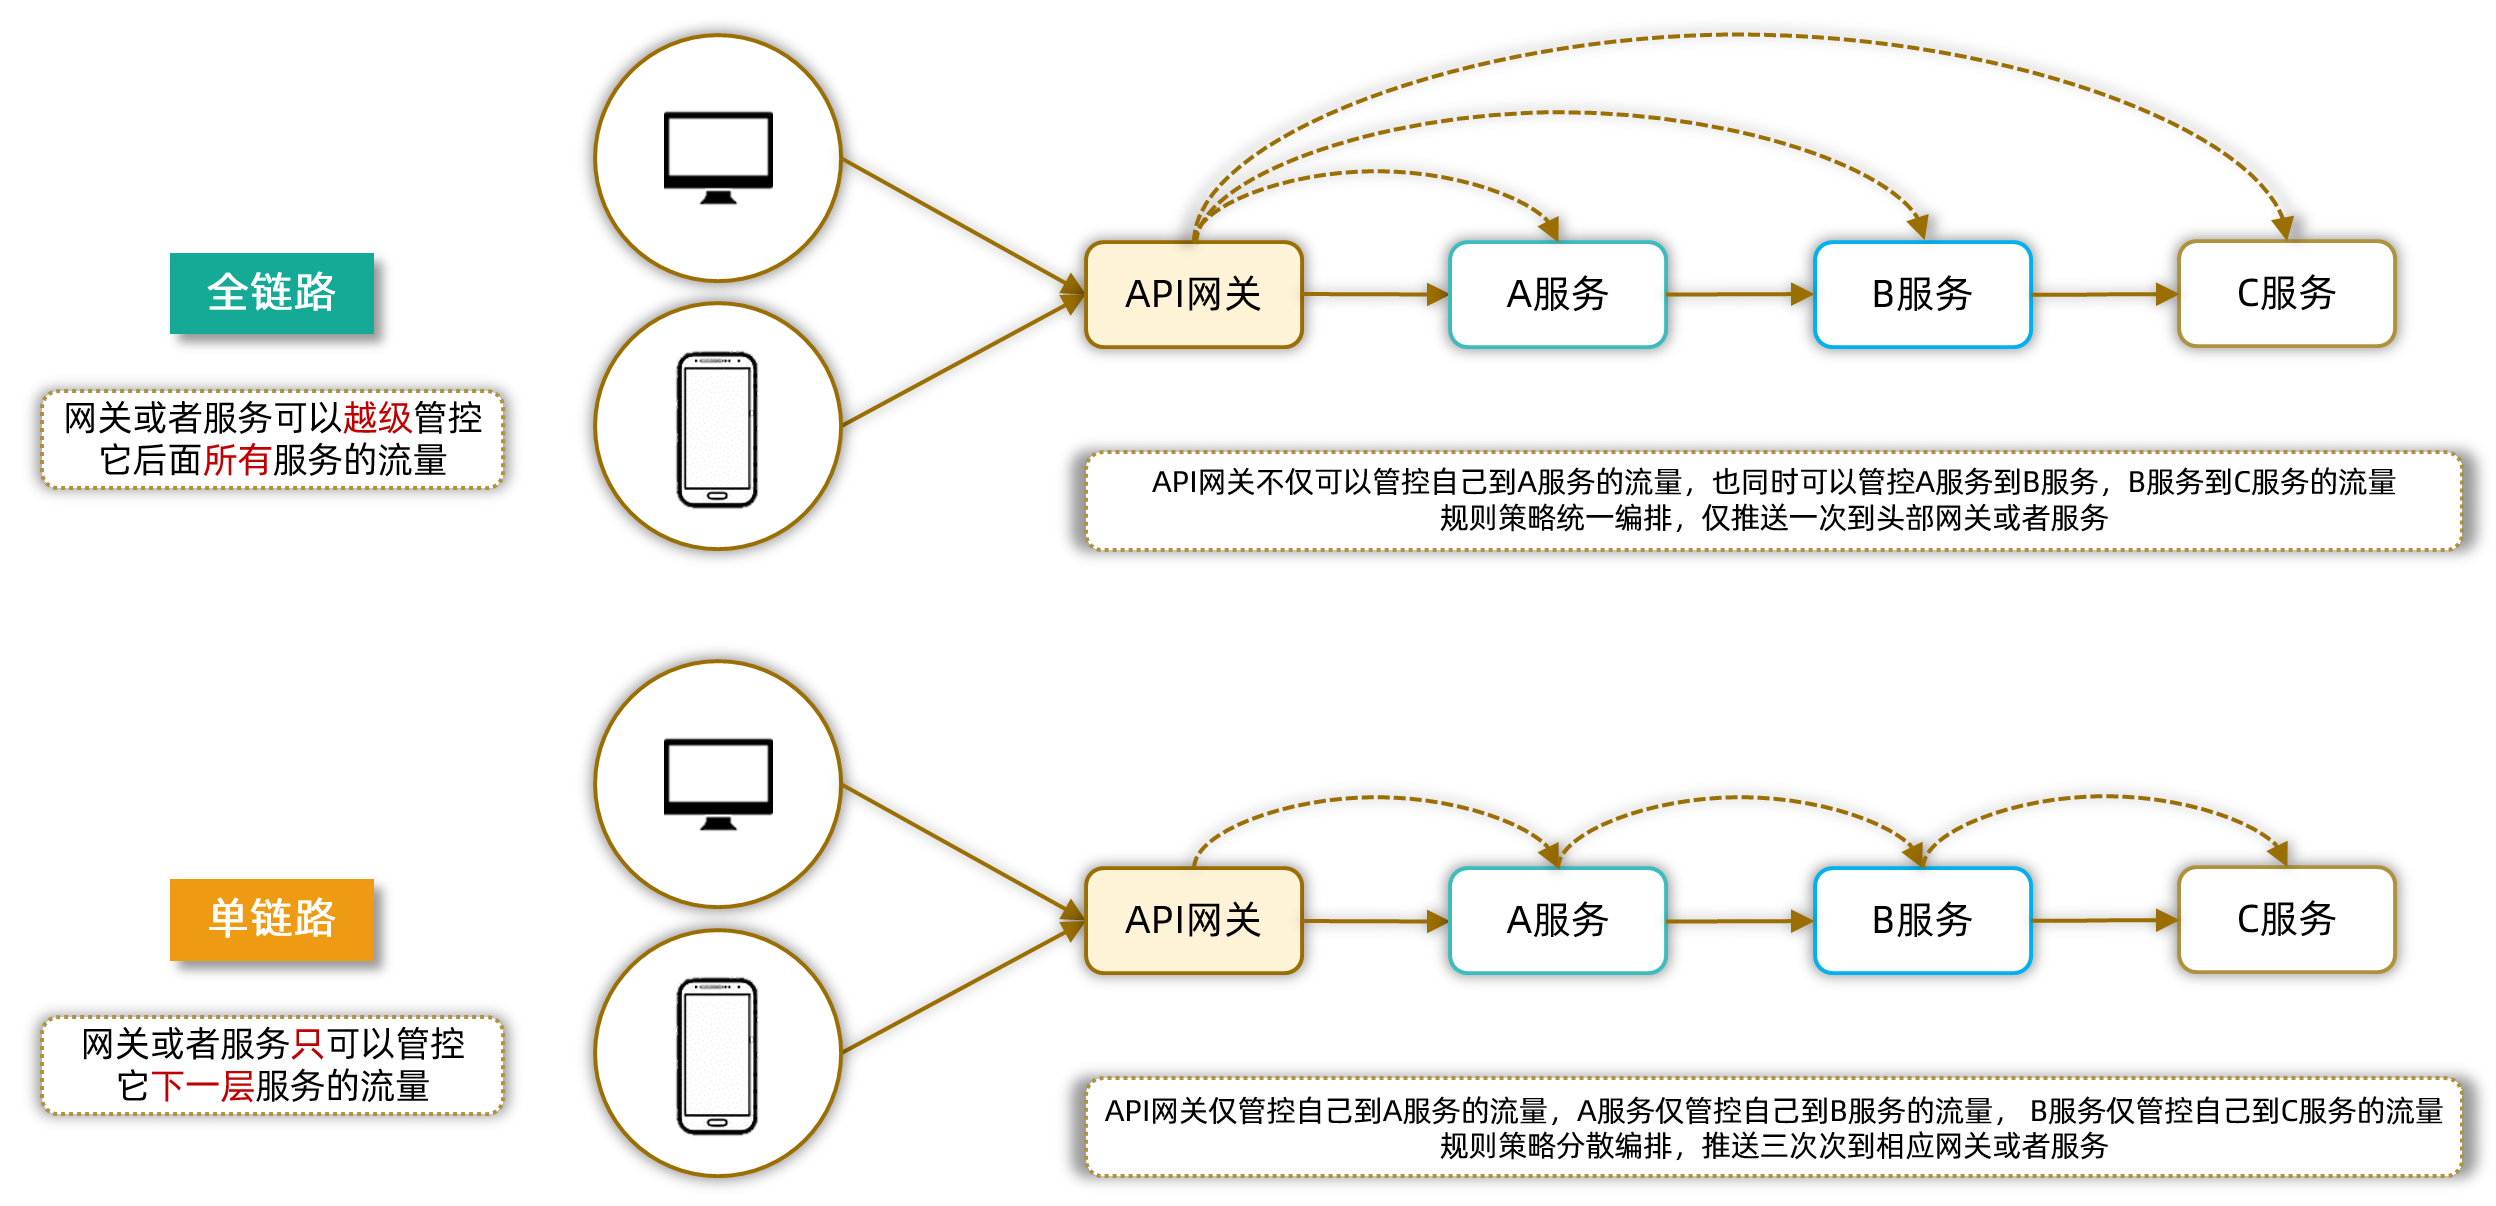 全链路
网关或者服务可以越级管控
它后面所有服务的流量
API网关
A服务
B服务
C服务
API网关不仅可以管控自己到A服务的流量，也同时可以管控A服务到B服务，B服务到C服务的流量
规则策略统一编排，仅推送一次到头部网关或者服务
单链路
网关或者服务只可以管控
它下一层服务的流量
API网关
A服务
B服务
C服务
API网关仅管控自己到A服务的流量，A服务仅管控自己到B服务的流量， B服务仅管控自己到C服务的流量
规则策略分散编排，推送三次次到相应网关或者服务